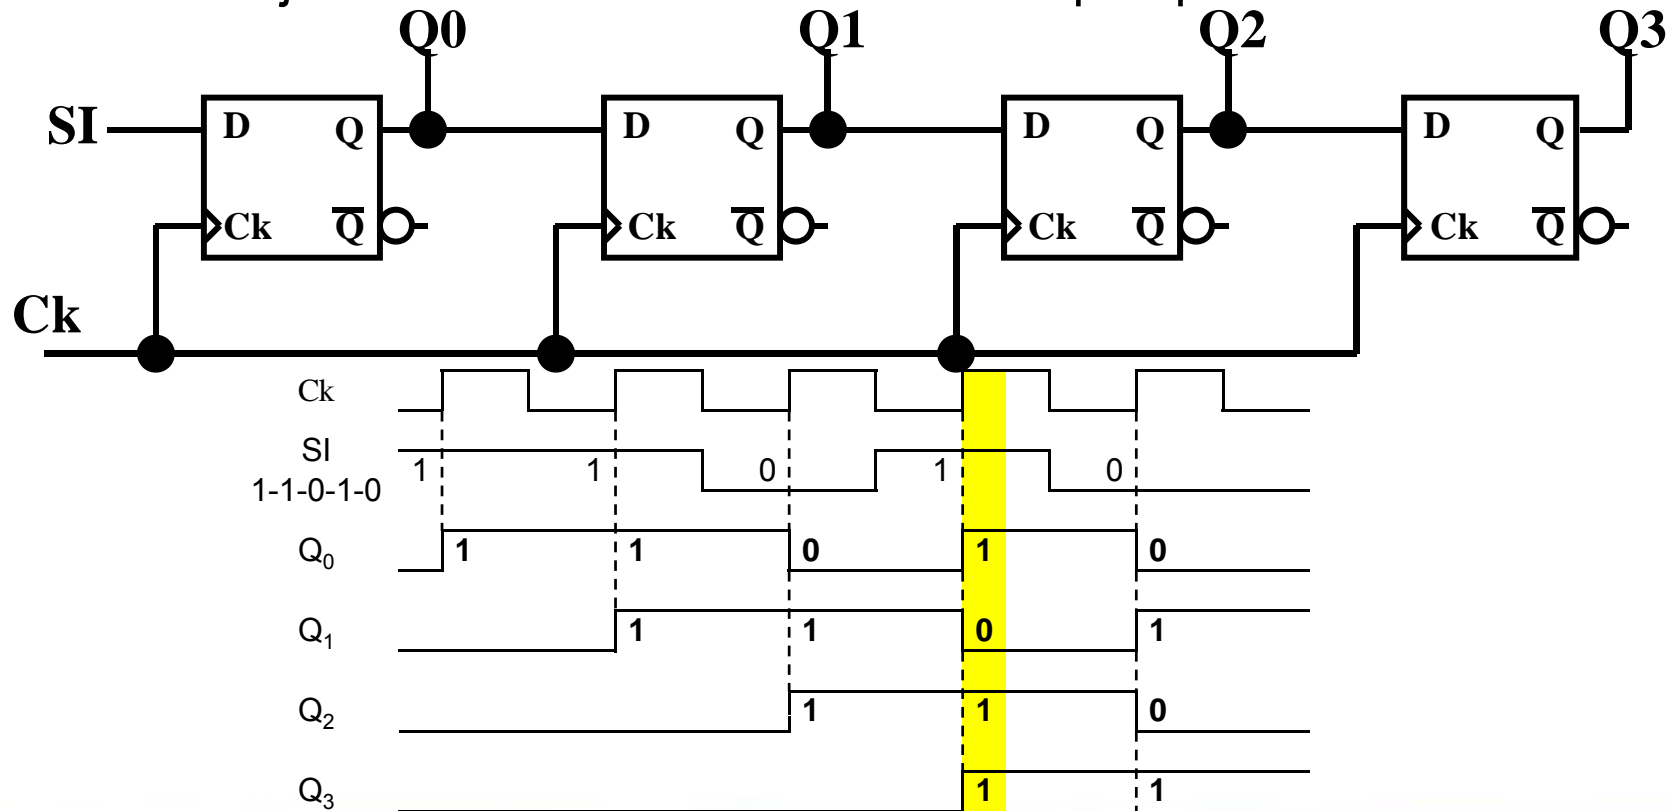 Q0 Q1 Q2 Q3
SI D Q D Q D Q D Q
Ck Q Ck Q Ck Q Ck Q
Ck
Ck
SI 1 1 0 1 0
1-1-0-1-0
Q0 1 1 0 1 0
Q1 1 1 0 1
Q2 1 1 0
Q3 1 1